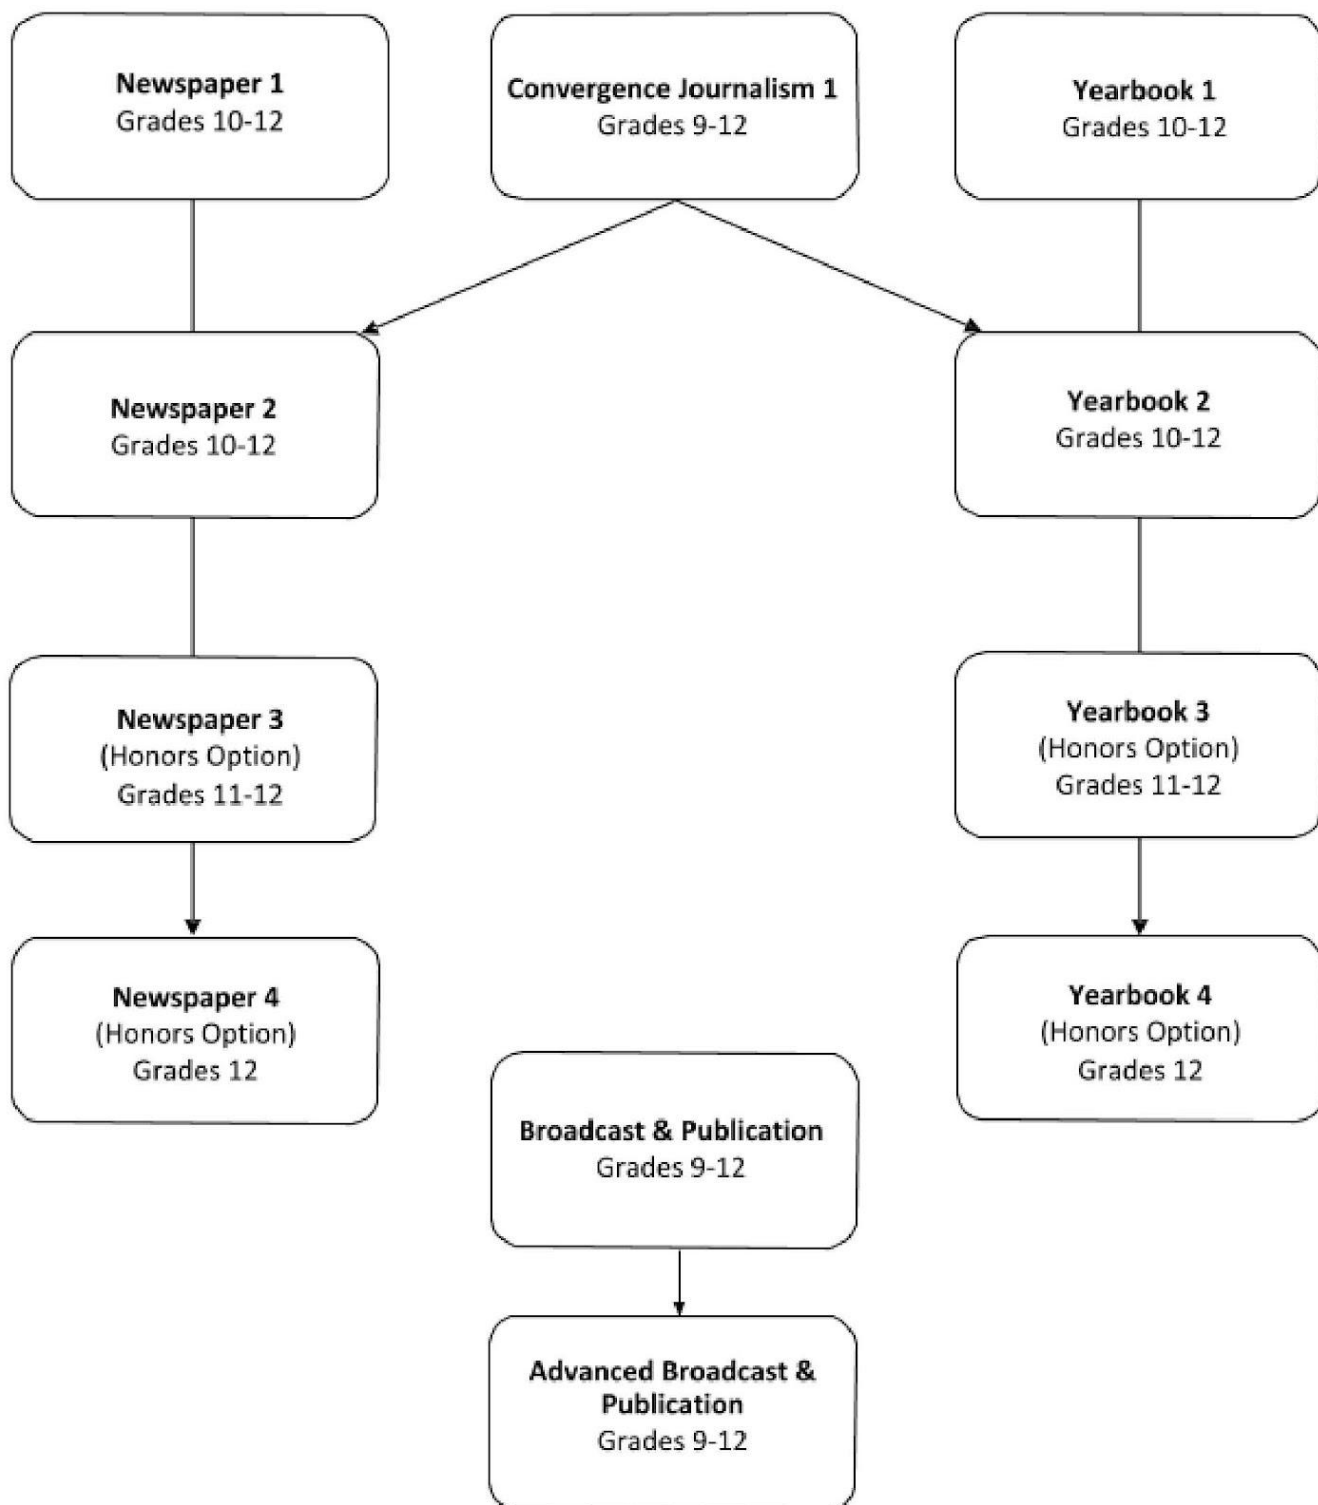 Newspaper 1
Grades 10-12
Convergence Journalism 1
Grades 9-12
Yearbook 1
Grades 10-12
Newspaper 2
Grades 10-12
Yearbook 2
Grades 10-12
Newspaper 3
(Honors Option)
Grades 11-12
Yearbook 3
(Honors Option)
Grades 11-12
Newspaper 4
(Honors Option)
Grades 12
Yearbook 4
(Honors Option)
Grades 12
Broadcast & Publication
Grades 9-12
Advanced Broadcast &
Publication
Grades 9-12